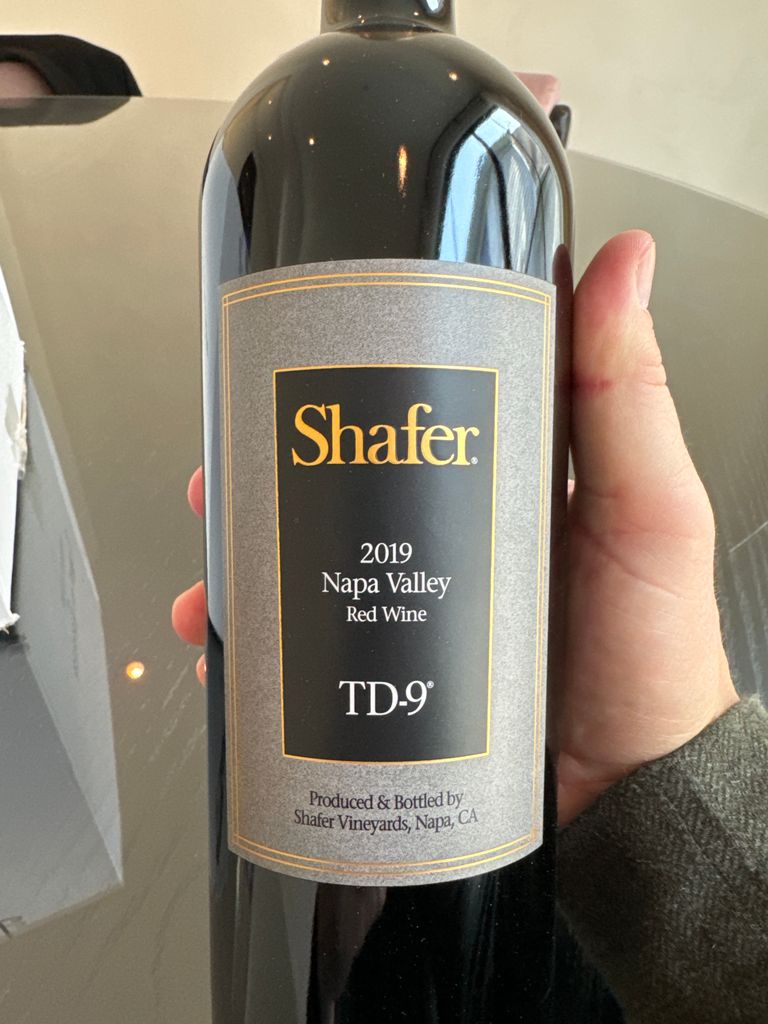 Shafer®
2019
Napa Valley
Red Wine
TD-9®
Produced & Bottled by
Shafer Vineyards, Napa, CA